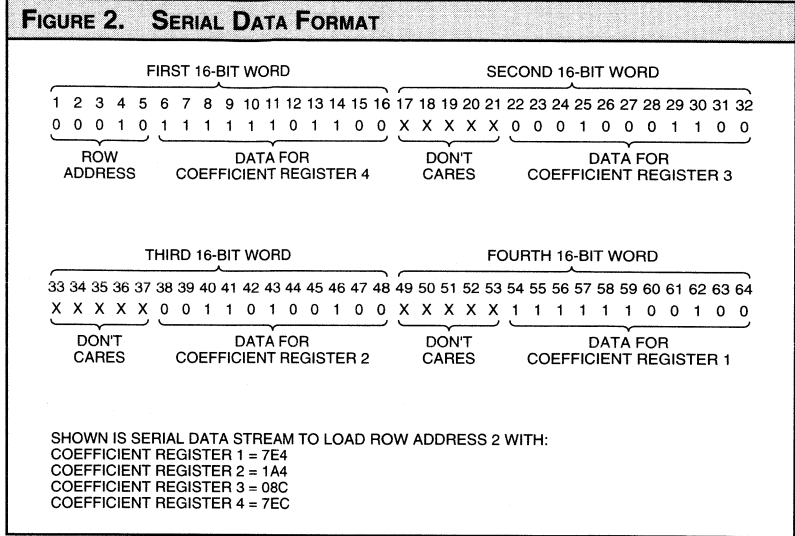 FIGURE 2. SERIAL DATA FORMAT
FIRST 16-BIT WORD SECOND 16-BIT WORD
1 2 3 4 5 6 7 8 9 10 11 12 13 14 15 16 17 18 19 20 21 22 23 24 25 26 27 28 29 30 31 32
0 0 0 1 0 1 1 1 1 1 1 0 1 1 0 0 X X X X X 0 0 0 1 0 0 0 1 1 0 0
ROW DATA FOR DON'T DATA FOR
ADDRESS COEFFICIENT REGISTER 4 CARES COEFFICIENT REGISTER 3
THIRD 16-BIT WORD FOURTH 16-BIT WORD
33 34 35 36 37 38 39 40 41 42 43 44 45 46 47 48 49 50 51 52 53 54 55 56 57 58 59 60 61 62 63 64
X X X X X 0 0 1 1 0 1 0 0 1 0 0 X X X X X 1 1 1 1 1 1 0 0 1 0 0
DON'T DATA FOR DON'T DATA FOR
CARES COEFFICIENT REGISTER 2 CARES COEFFICIENT REGISTER 1
SHOWN IS SERIAL DATA STREAM TO LOAD ROW ADDRESS 2 WITH:
COEFFICIENT REGISTER 1 = 7E4
COEFFICIENT REGISTER 2 = 1A4
COEFFICIENT REGISTER 3 = 08C
COEFFICIENT REGISTER 4 = 7EC